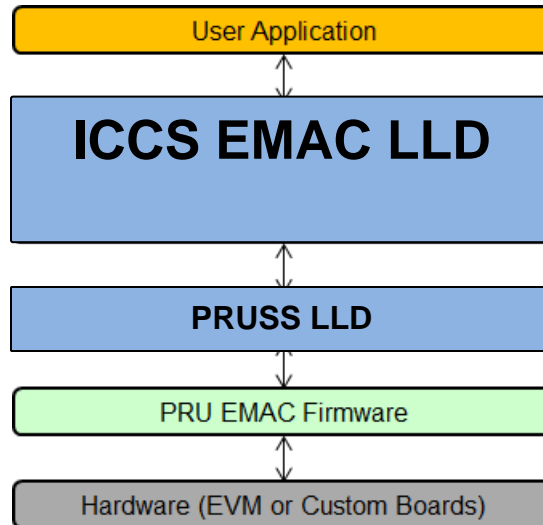 User Application
ICCS EMAC LLD
PRUSS LLD
PRU EMAC Firmware
Hardware (EVM or Custom Boards)